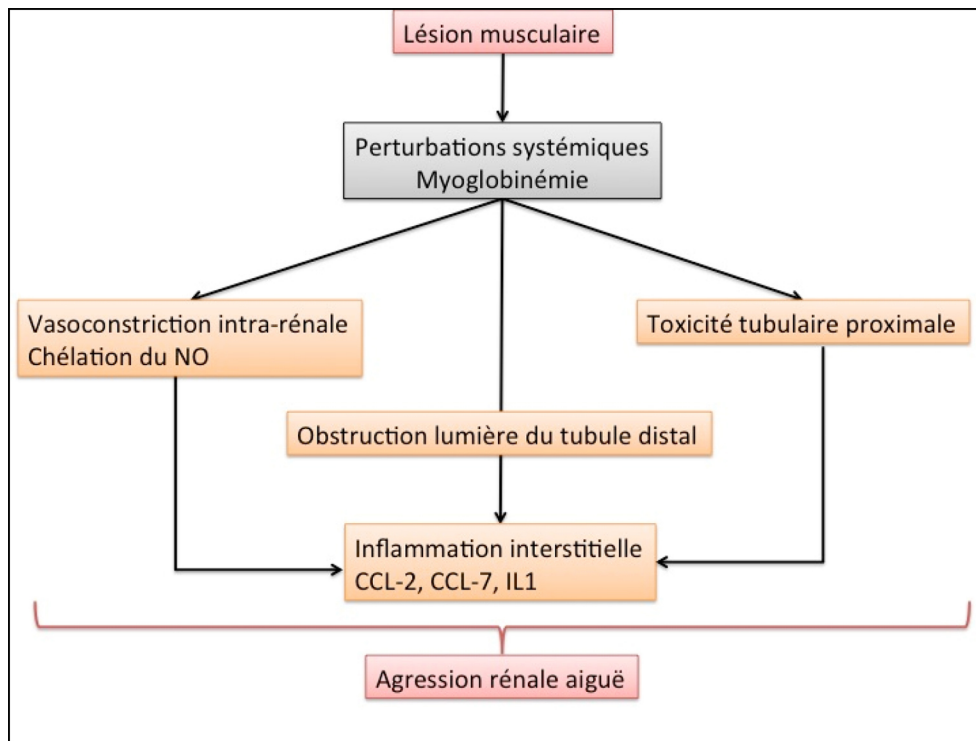 Lésion musculaire
Perturbations systémiques
Myoglobinémie
Vasoconstriction intra-rénale
Chélation du NO
Toxicité tubulaire proximale
Obstruction lumière du tubule distal
Inflammation interstitielle
CCL-2, CCL-7, IL1
Agression rénale aiguë